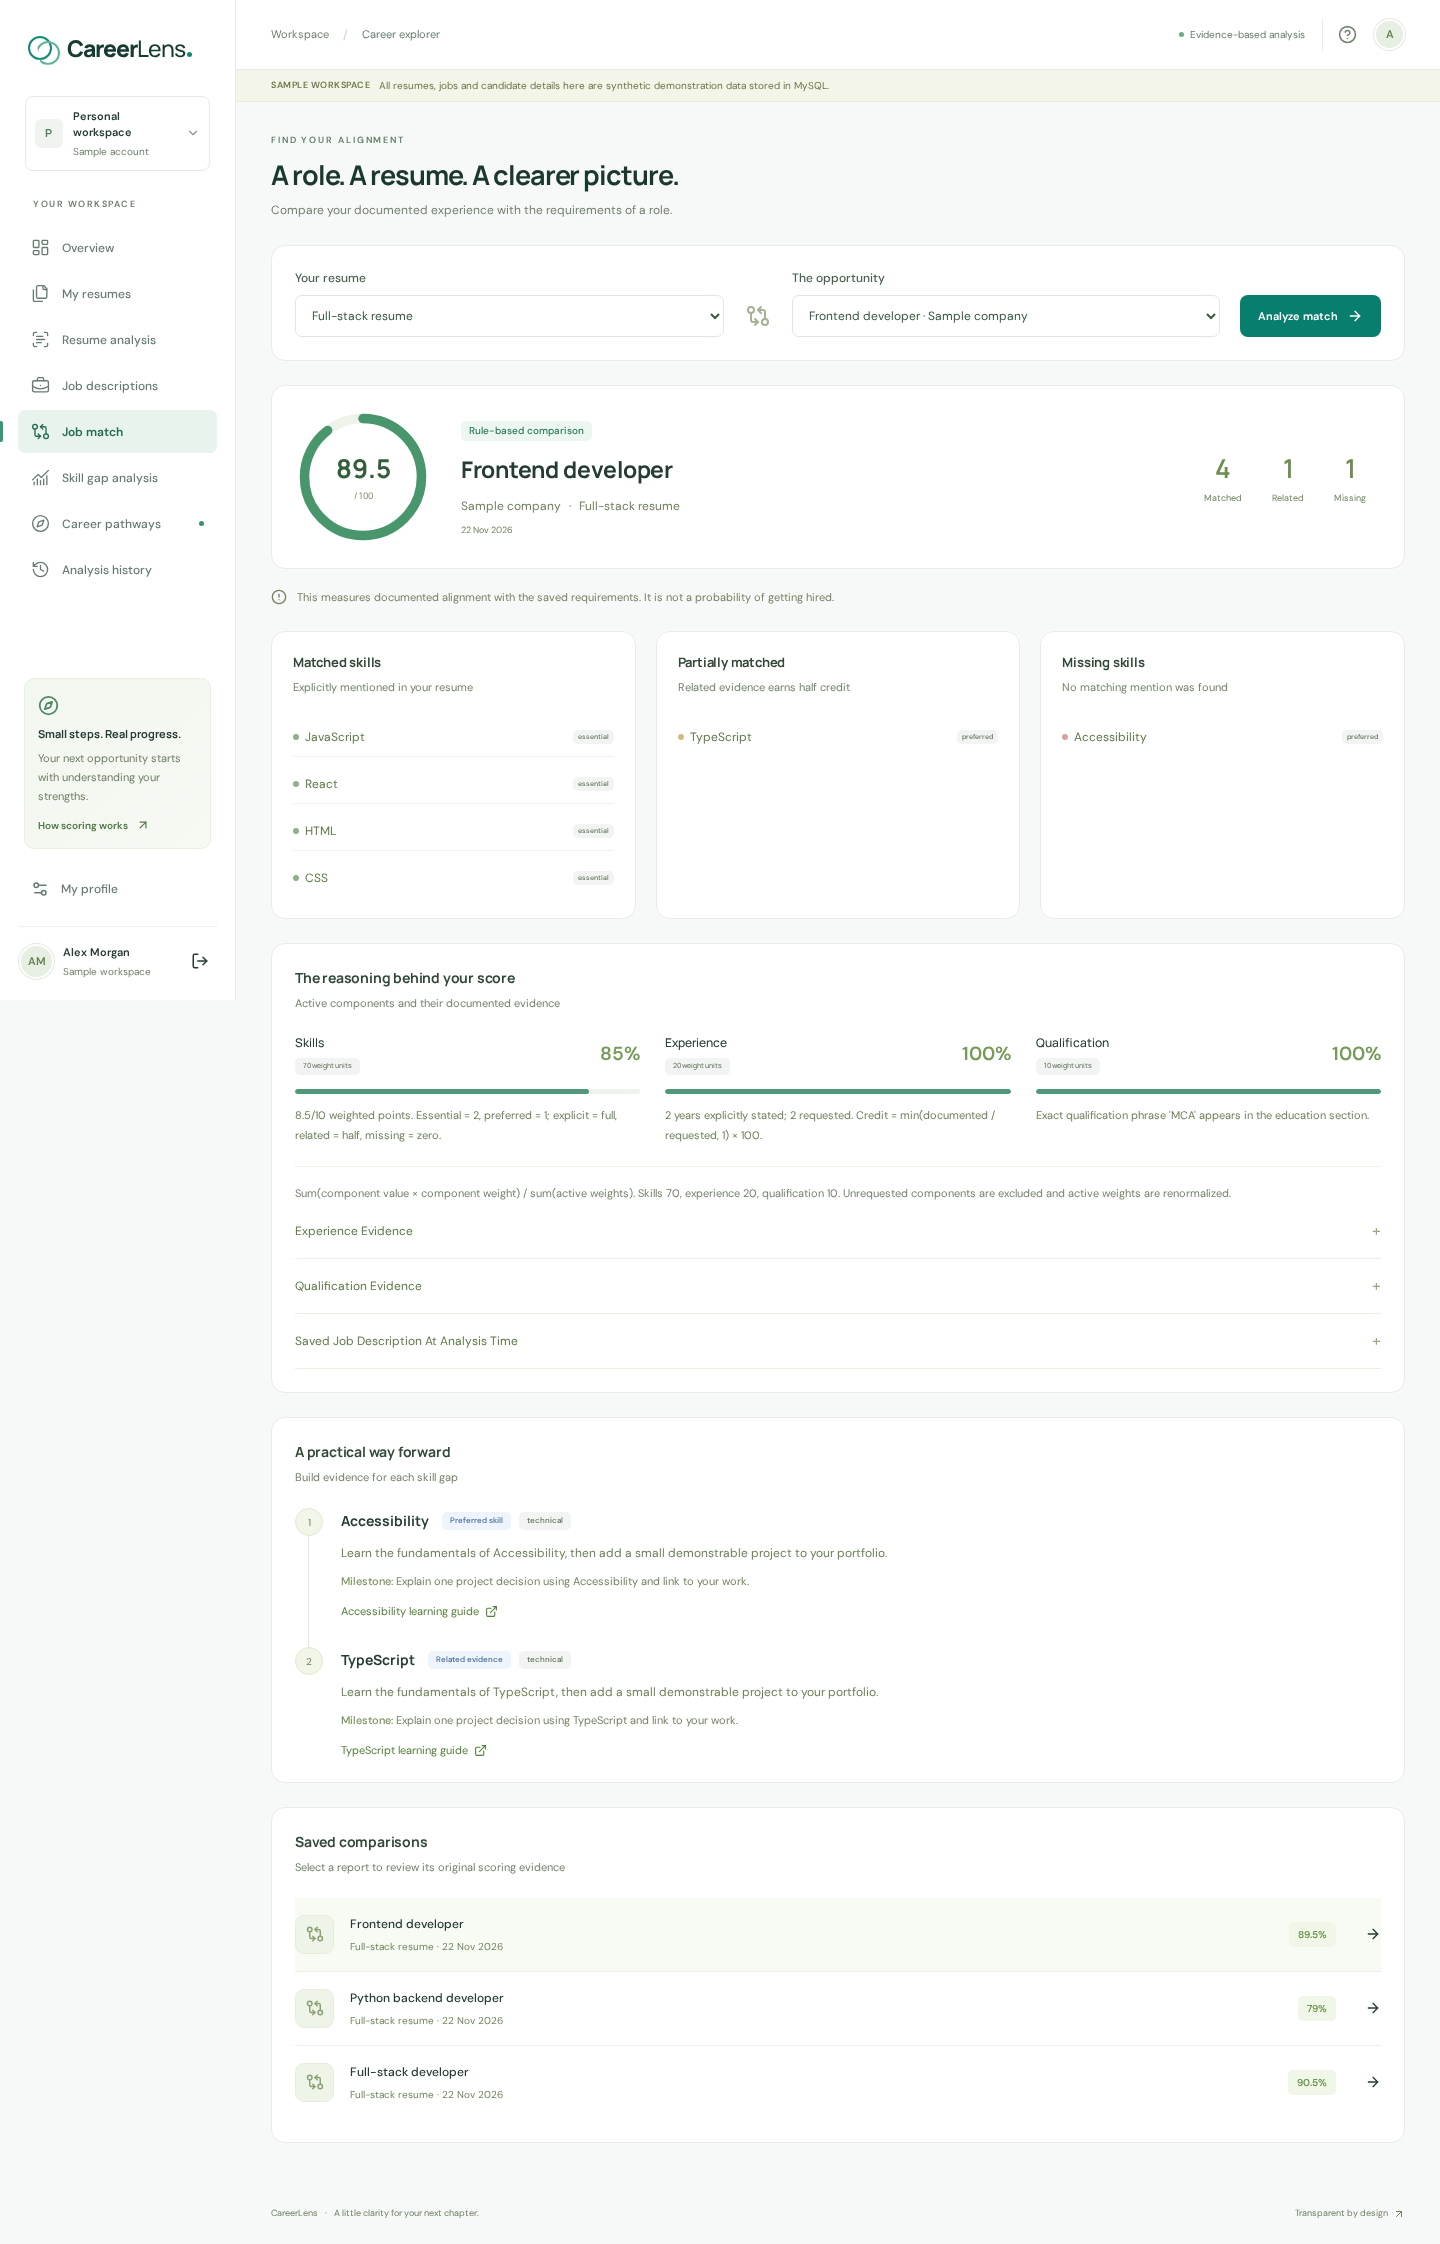 CareerLens.
P
Personal
workspace
Sample account
YOUR WORKSPACE
Overview
My resumes
Resume analysis
Job descriptions
Job match
Skill gap analysis
Career pathways
Analysis history
Small steps. Real progress.
Your next opportunity starts
with understanding your
strengths.
How scoring works
My profile
AM
Alex Morgan
Sample workspace
Workspace / Career explorer
Evidence-based analysis
A
SAMPLE WORKSPACE All resumes, jobs and candidate details here are synthetic demonstration data stored in MySQL.
FIND YOUR ALIGNMENT
A role. A resume. A clearer picture.
Compare your documented experience with the requirements of a role.
Your resume
Full-stack resume
The opportunity
Frontend developer · Sample company
Analyze match
89.5
/ 100
Rule-based comparison
Frontend developer
Sample company · Full-stack resume
22 Nov 2026
4
Matched
1
Related
1
Missing
This measures documented alignment with the saved requirements. It is not a probability of getting hired.
Matched skills
Explicitly mentioned in your resume
JavaScript essential
React essential
HTML essential
CSS essential
Partially matched
Related evidence earns half credit
TypeScript preferred
Missing skills
No matching mention was found
Accessibility preferred
The reasoning behind your score
Active components and their documented evidence
Skills
70 weight units
85%
8.5/10 weighted points. Essential = 2, preferred = 1; explicit = full,
related = half, missing = zero.
Experience
20 weight units
100%
2 years explicitly stated; 2 requested. Credit = min(documented /
requested, 1) × 100.
Qualification
10 weight units
100%
Exact qualification phrase 'MCA' appears in the education section.
Sum(component value × component weight) / sum(active weights). Skills 70, experience 20, qualification 10. Unrequested components are excluded and active weights are renormalized.
Experience Evidence +
Qualification Evidence +
Saved Job Description At Analysis Time +
A practical way forward
Build evidence for each skill gap
1
Accessibility Preferred skill technical
Learn the fundamentals of Accessibility, then add a small demonstrable project to your portfolio.
Milestone: Explain one project decision using Accessibility and link to your work.
Accessibility learning guide
2
TypeScript Related evidence technical
Learn the fundamentals of TypeScript, then add a small demonstrable project to your portfolio.
Milestone: Explain one project decision using TypeScript and link to your work.
TypeScript learning guide
Saved comparisons
Select a report to review its original scoring evidence
Frontend developer
Full-stack resume · 22 Nov 2026
89.5%
Python backend developer
Full-stack resume · 22 Nov 2026
79%
Full-stack developer
Full-stack resume · 22 Nov 2026
90.5%
CareerLens · A little clarity for your next chapter.
Transparent by design